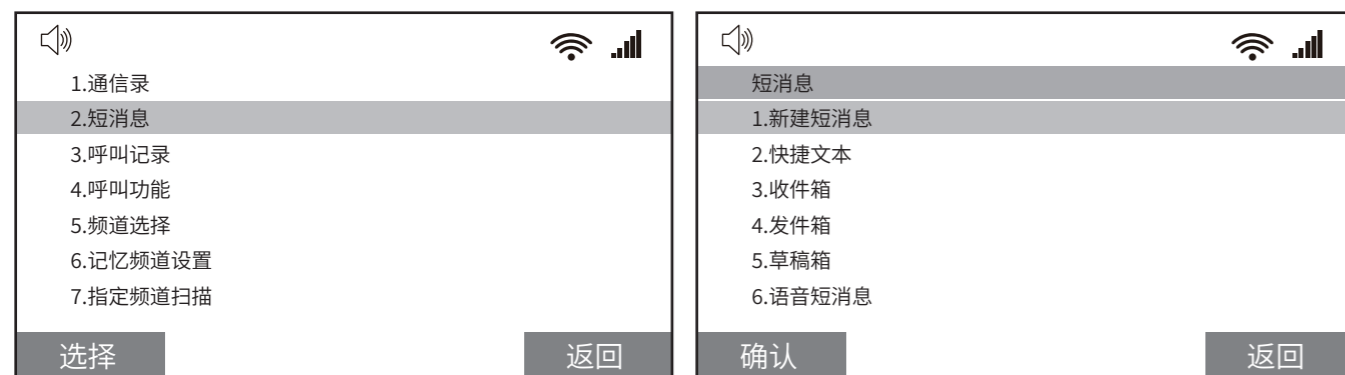 1.通信录
2.短消息
3.呼叫记录
4.呼叫功能
5.频道选择
6.记忆频道设置
7.指定频道扫描
选择
返回
短消息
1.新建短消息
2.快捷文本
3.收件箱
4.发件箱
5.草稿箱
6.语音短消息
确认
返回